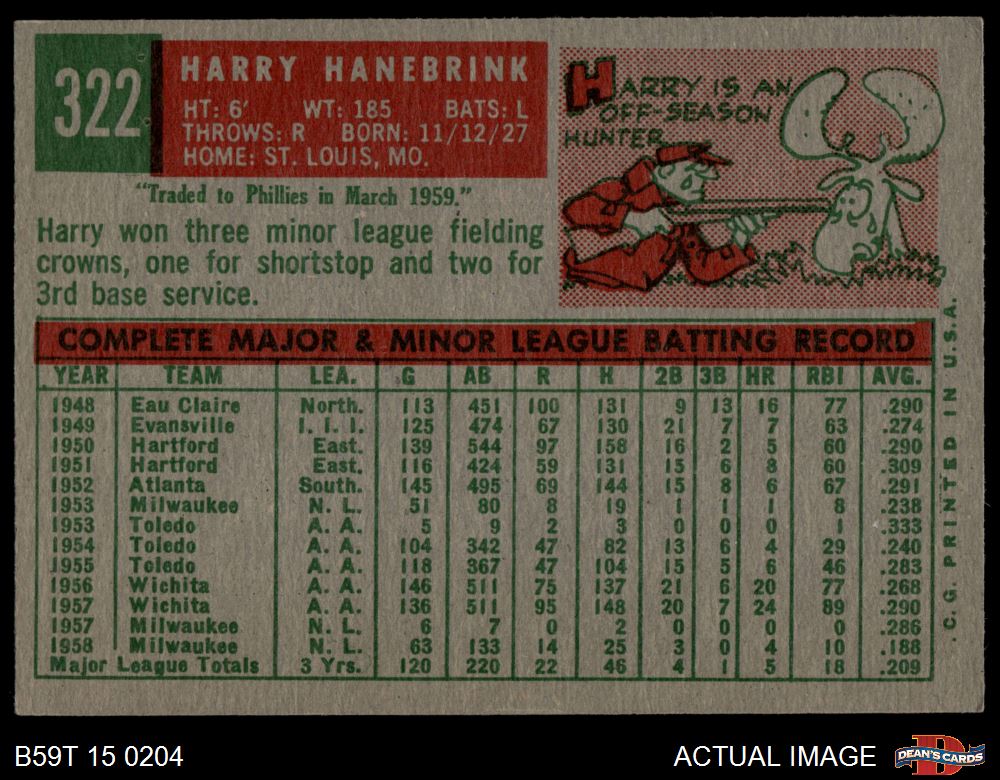 322
HARRY HANEBRINK
HT: 6' WT: 185 BATS: L
THROWS: R BORN: 11/12/27
HOME: ST. LOUIS, MO.
"Traded to Phillies in March 1959."
Harry won three minor league fielding
crowns, one for shortstop and two for
3rd base service.
HARRY IS AN
OFF-SEASON
HUNTER
COMPLETE MAJOR & MINOR LEAGUE BATTING RECORD
YEAR TEAM LEA. G AB R H 2B 3B HR RBI AVG.
1948 Eau Claire North. 113 451 100 131 9 13 16 77 .290
1949 Evansville I. I. I. 125 474 67 130 21 7 7 63 .274
1950 Hartford East. 139 544 97 158 16 2 5 60 .290
1951 Hartford East. 116 424 59 131 15 6 8 60 .309
1952 Atlanta South. 145 495 69 144 15 8 6 67 .291
1953 Milwaukee N. L. 51 80 8 19 1 1 1 8 .238
1953 Toledo A. A. 5 9 2 3 0 0 0 1 .333
1954 Toledo A. A. 104 342 47 82 13 6 4 29 .240
1955 Toledo A. A. 118 367 47 104 15 5 6 46 .283
1956 Wichita A. A. 146 511 75 137 21 6 20 77 .268
1957 Wichita A. A. 136 511 95 148 20 7 24 89 .290
1957 Milwaukee N. L. 6 7 0 2 0 0 0 0 .286
1958 Milwaukee N. L. 63 133 14 25 3 0 4 10 .188
Major League Totals 3 Yrs. 120 220 22 46 4 1 5 18 .209
.C.G. PRINTED IN U.S.A.
B59T 15 0204
ACTUAL IMAGE
DEAN'S CARDS